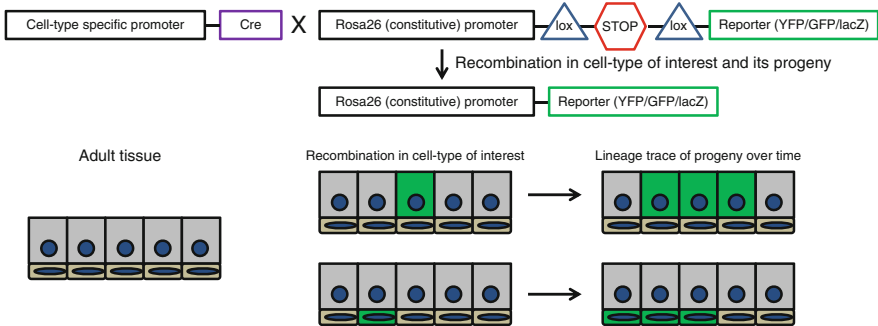 Cell-type specific promoter Cre X Rosa26 (constitutive) promoter lox STOP lox Reporter (YFP/GFP/lacZ)
Recombination in cell-type of interest and its progeny
Rosa26 (constitutive) promoter Reporter (YFP/GFP/lacZ)
Adult tissue
Recombination in cell-type of interest
Lineage trace of progeny over time